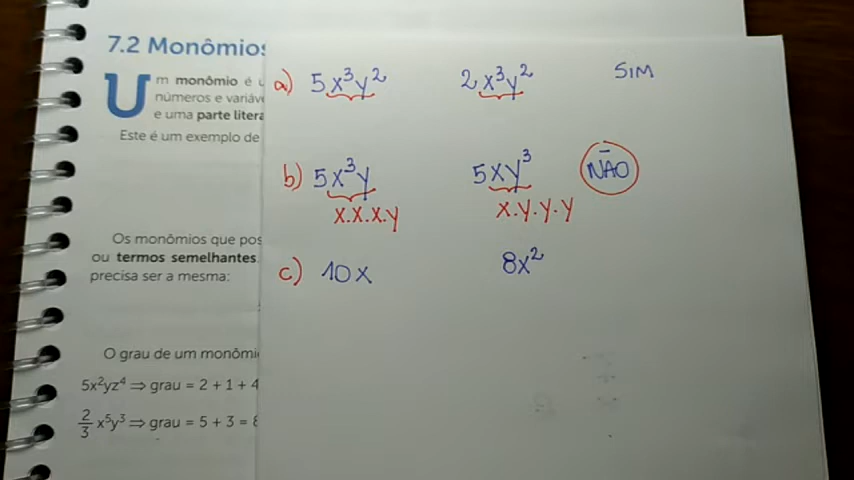 7.2 Monômios
Um monômio é
números e variáv
e uma parte litera
Este é um exemplo de
Os monômios que pos
ou termos semelhantes
precisa ser a mesma:
O grau de um monômi
5x²yz⁴ ⇒ grau = 2 + 1 + 4
2/3 x⁵y³ ⇒ grau = 5 + 3 = 8
a) 5x³y² 2x³y² SIM
b) 5x³y 5xy³ NÃO
x.x.x.y x.y.y.y
c) 10x 8x²